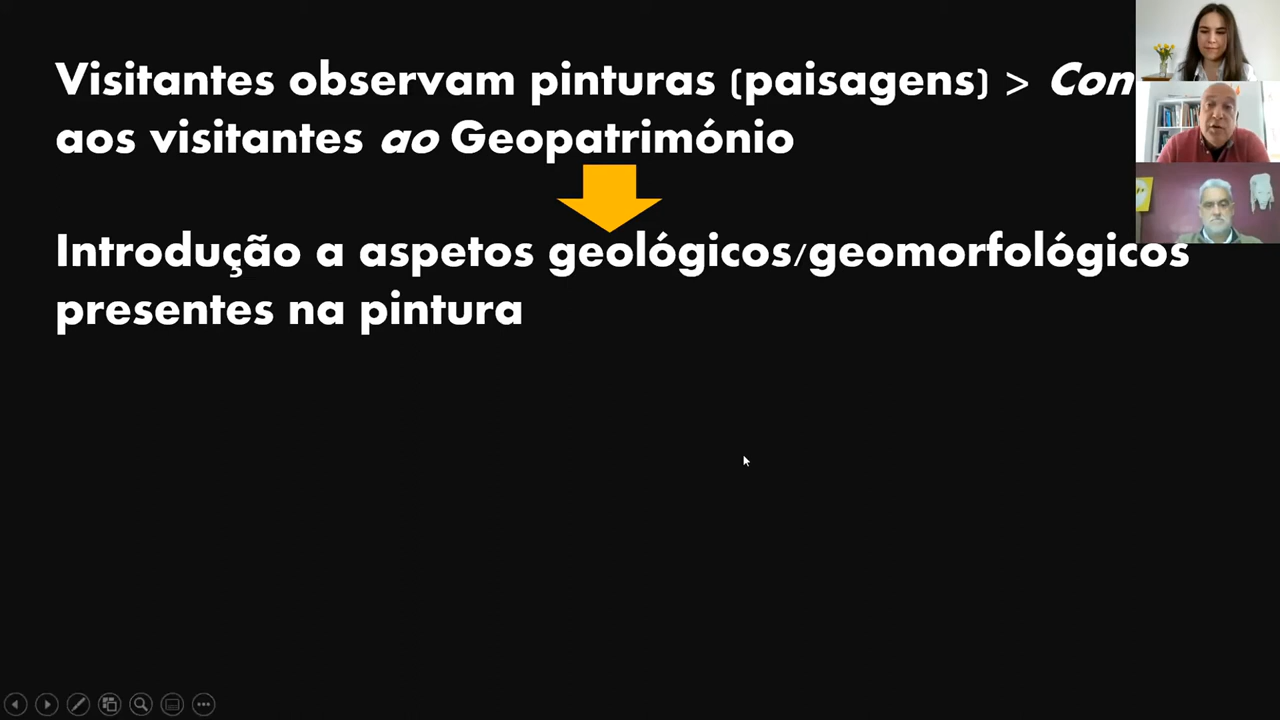 Visitantes observam pinturas (paisagens) > Con
aos visitantes ao Geopatrimónio
Introdução a aspetos geológicos/geomorfológicos
presentes na pintura